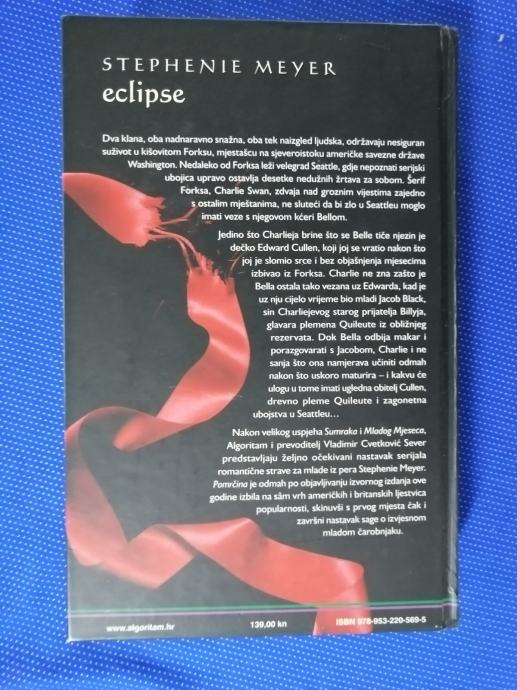 STEPHENIE MEYER
eclipse
Dva klana, oba nadnaravno snažna, oba tek naizgled ljudska, održavaju nesiguran
suživot u kišovitom Forksu, mjestašcu na sjeveroistoku američke savezne države
Washington. Nedaleko od Forksa leži velegrad Seattle, gdje nepoznati serijski
ubojica upravo ostavlja desetke nedužnih žrtava za sobom. Šerif
Forksa, Charlie Swan, zdvaja nad groznim vijestima zajedno
s ostalim mještanima, ne sluteći da bi zlo u Seattleu moglo
imati veze s njegovom kćeri Bellom.
Jedino što Charlieja brine što se Belle tiče njezin je
dečko Edward Cullen, koji joj se vratio nakon što
joj je slomio srce i bez objašnjenja mjesecima
izbivao iz Forksa. Charlie ne zna zašto je
Bella ostala tako vezana uz Edwarda, kad je
uz nju cijelo vrijeme bio mladi Jacob Black,
sin Charliejevog starog prijatelja Billyja,
glavara plemena Quileute iz obližnjeg
rezervata. Dok Bella odbija makar i
porazgovarati s Jacobom, Charlie i ne
sanja što ona namjerava učiniti odmah
nakon što uskoro maturira – i kakvu će
ulogu u tome imati ugledna obitelj Cullen,
drevno pleme Quileute i zagonetna
ubojstva u Seattleu...
Nakon velikog uspjeha Sumraka i Mladog Mjeseca,
Algoritam i prevoditelj Vladimir Cvetković Sever
predstavljaju željno očekivani nastavak serijala
romantične strave za mlade iz pera Stephenie Meyer.
Pomrčina je odmah po objavljivanju izvornog izdanja ove
godine izbila na sâm vrh američkih i britanskih ljestvica
popularnosti, skinuvši s prvog mjesta čak i
završni nastavak sage o izvjesnom
mladom čarobnjaku.
www.algoritam.hr 139,00 kn ISBN 978-953-220-569-5